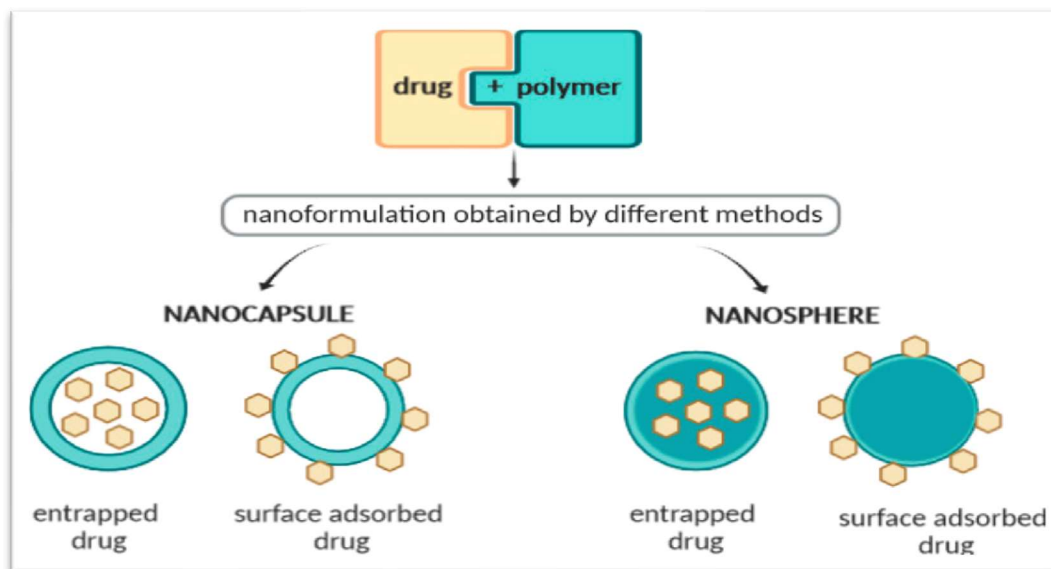 drug + polymer
nanoformulation obtained by different methods
NANOCAPSULE
NANOSPHERE
entrapped
drug
surface adsorbed
drug
entrapped
drug
surface adsorbed
drug